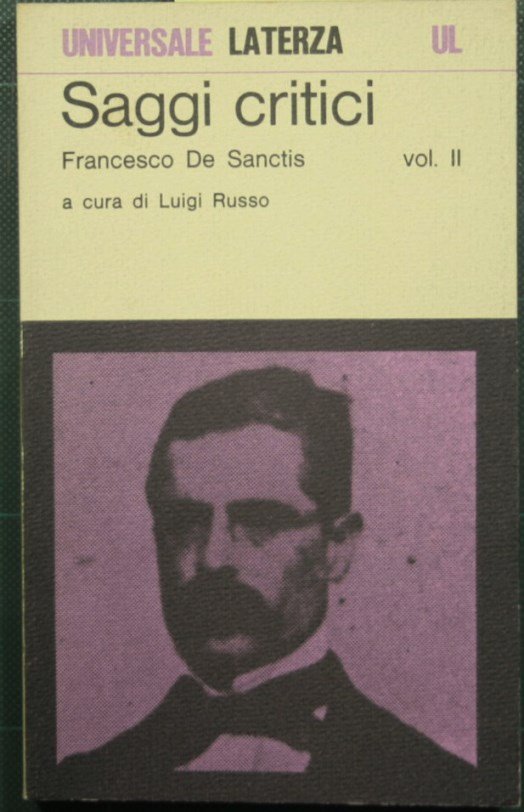 UNIVERSALE LATERZA UL
Saggi critici
Francesco De Sanctis vol. II
a cura di Luigi Russo